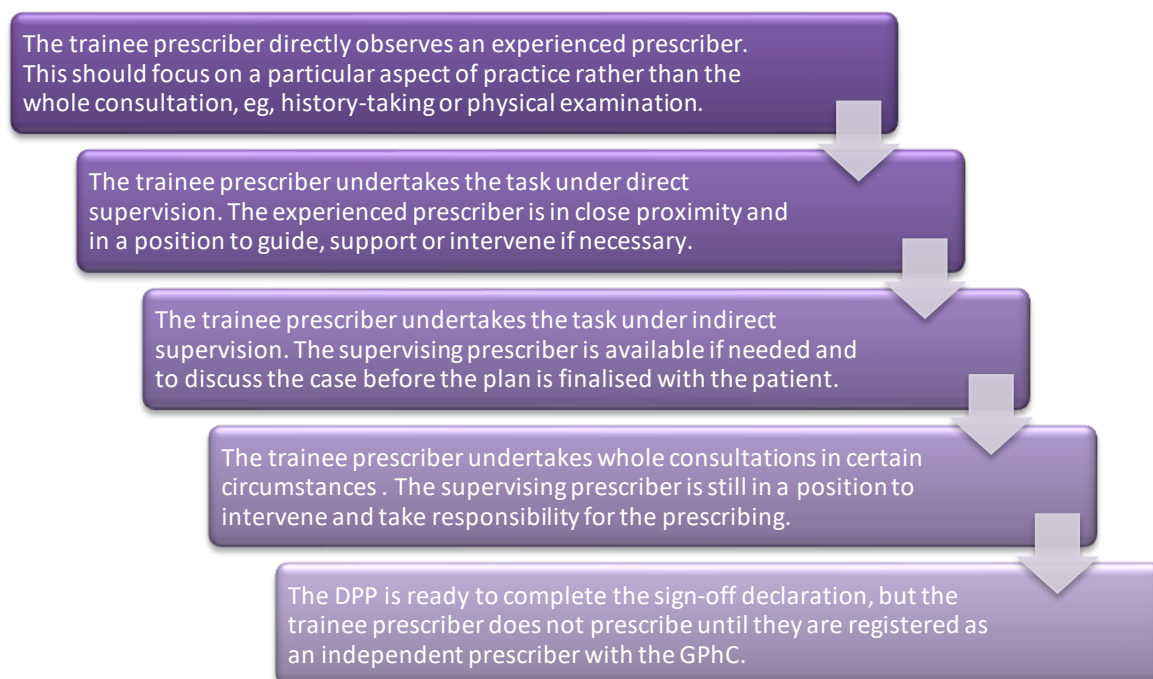 The trainee prescriber directly observes an experienced prescriber.
This should focus on a particular aspect of practice rather than the
whole consultation, eg, history-taking or physical examination.
The trainee prescriber undertakes the task under direct
supervision. The experienced prescriber is in close proximity and
in a position to guide, support or intervene if necessary.
The trainee prescriber undertakes the task under indirect
supervision. The supervising prescriber is available if needed and
to discuss the case before the plan is finalised with the patient.
The trainee prescriber undertakes whole consultations in certain
circumstances . The supervising prescriber is still in a position to
intervene and take responsibility for the prescribing.
The DPP is ready to complete the sign-off declaration, but the
trainee prescriber does not prescribe until they are registered as
an independent prescriber with the GPhC.